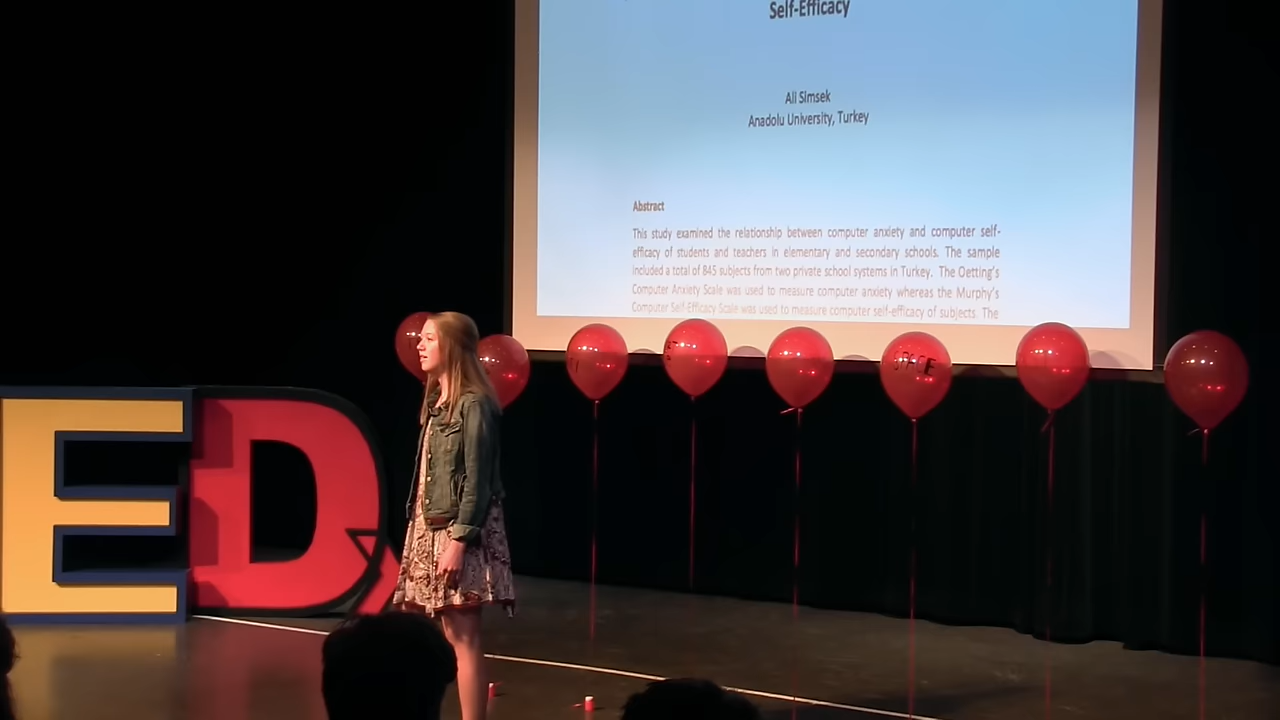 Self-Efficacy
Ali Simsek
Anadolu University, Turkey
Abstract
This study examined the relationship between computer anxiety and computer self-
efficacy of students and teachers in elementary and secondary schools. The sample
included a total of 845 subjects from two private school systems in Turkey. The Oetting's
Computer Anxiety Scale was used to measure computer anxiety whereas the Murphy's
Computer Self-Efficacy Scale was used to measure computer self-efficacy of subjects. The
SPACE
ED